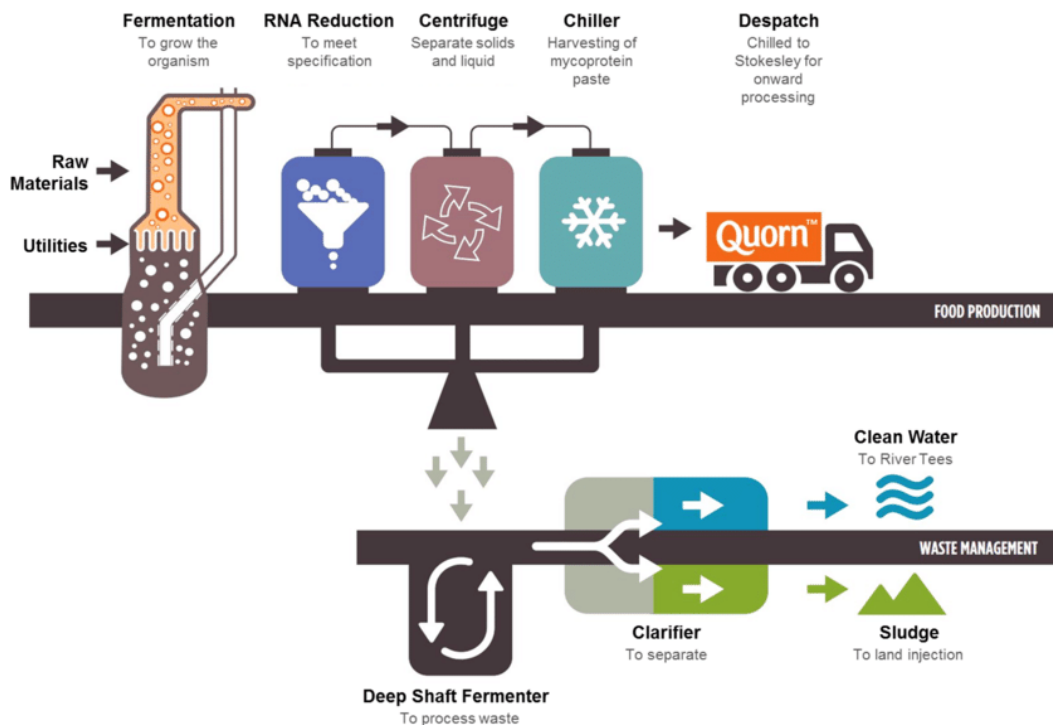 Fermentation
To grow the
organism
RNA Reduction
To meet
specification
Centrifuge
Separate solids
and liquid
Chiller
Harvesting of
mycoprotein
paste
Despatch
Chilled to
Stokesley for
onward
processing
Raw
Materials
Utilities
Quorn™
FOOD PRODUCTION
Clean Water
To River Tees
WASTE MANAGEMENT
Clarifier
To separate
Sludge
To land injection
Deep Shaft Fermenter
To process waste